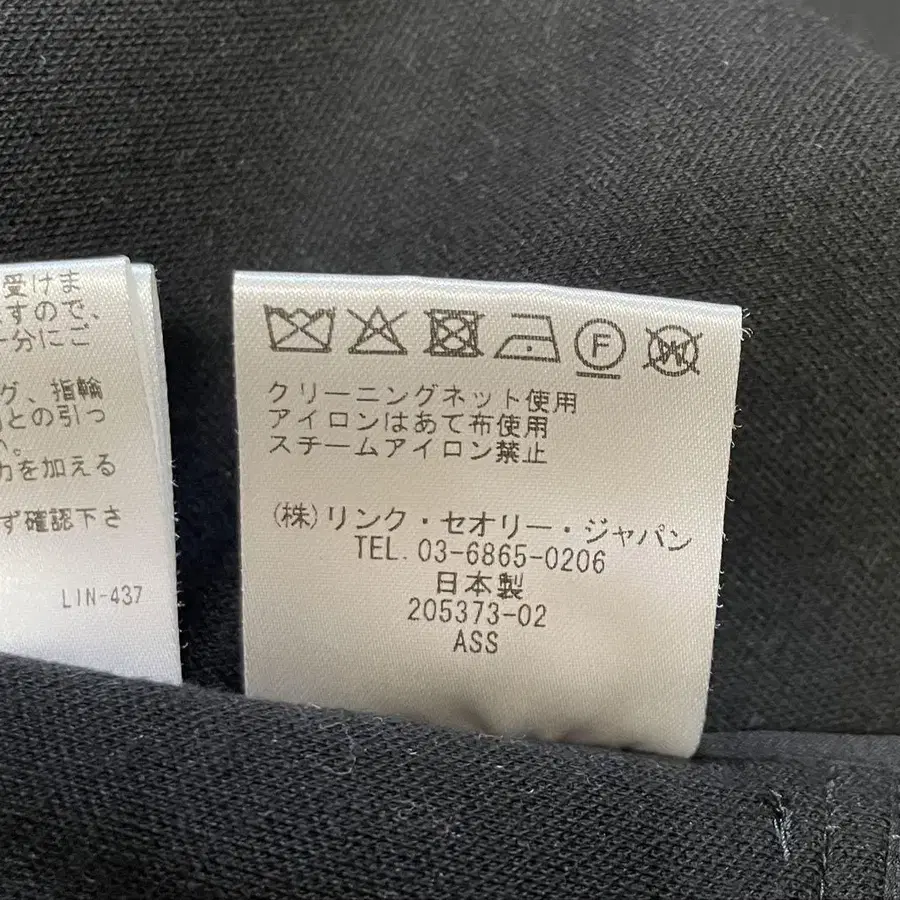 受けま
すので、
分にご
グ、指輪
との引っ
力を加える
ず確認下さ
LIN-437
F
W
クリーニングネット使用
アイロンはあて布使用
スチームアイロン禁止
(株)リンク・セオリー・ジャパン
TEL. 03-6865-0206
日本製
205373-02
ASS